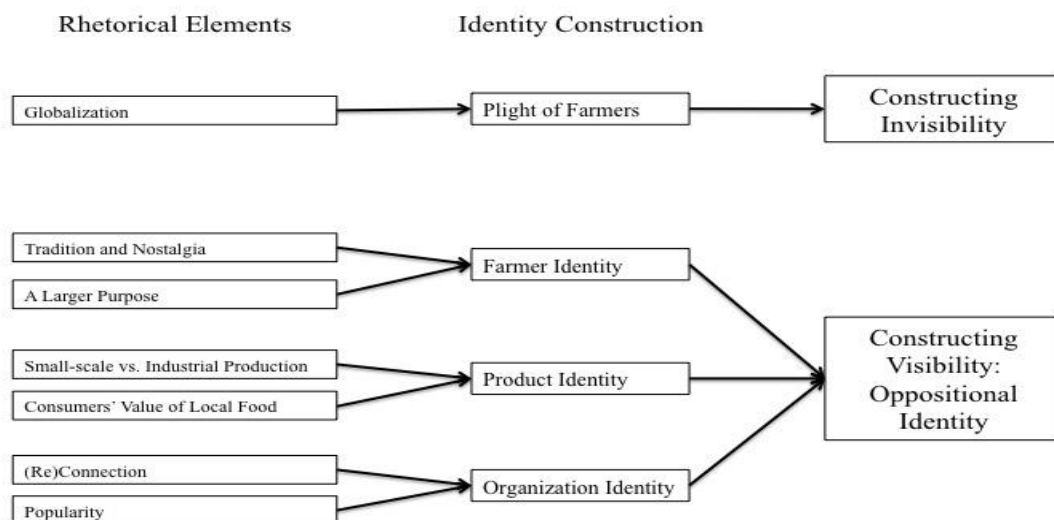 Rhetorical Elements
Identity Construction
Globalization
Plight of Farmers
Constructing
Invisibility
Tradition and Nostalgia
A Larger Purpose
Farmer Identity
Small-scale vs. Industrial Production
Consumers’ Value of Local Food
Product Identity
(Re)Connection
Popularity
Organization Identity
Constructing
Visibility:
Oppositional
Identity